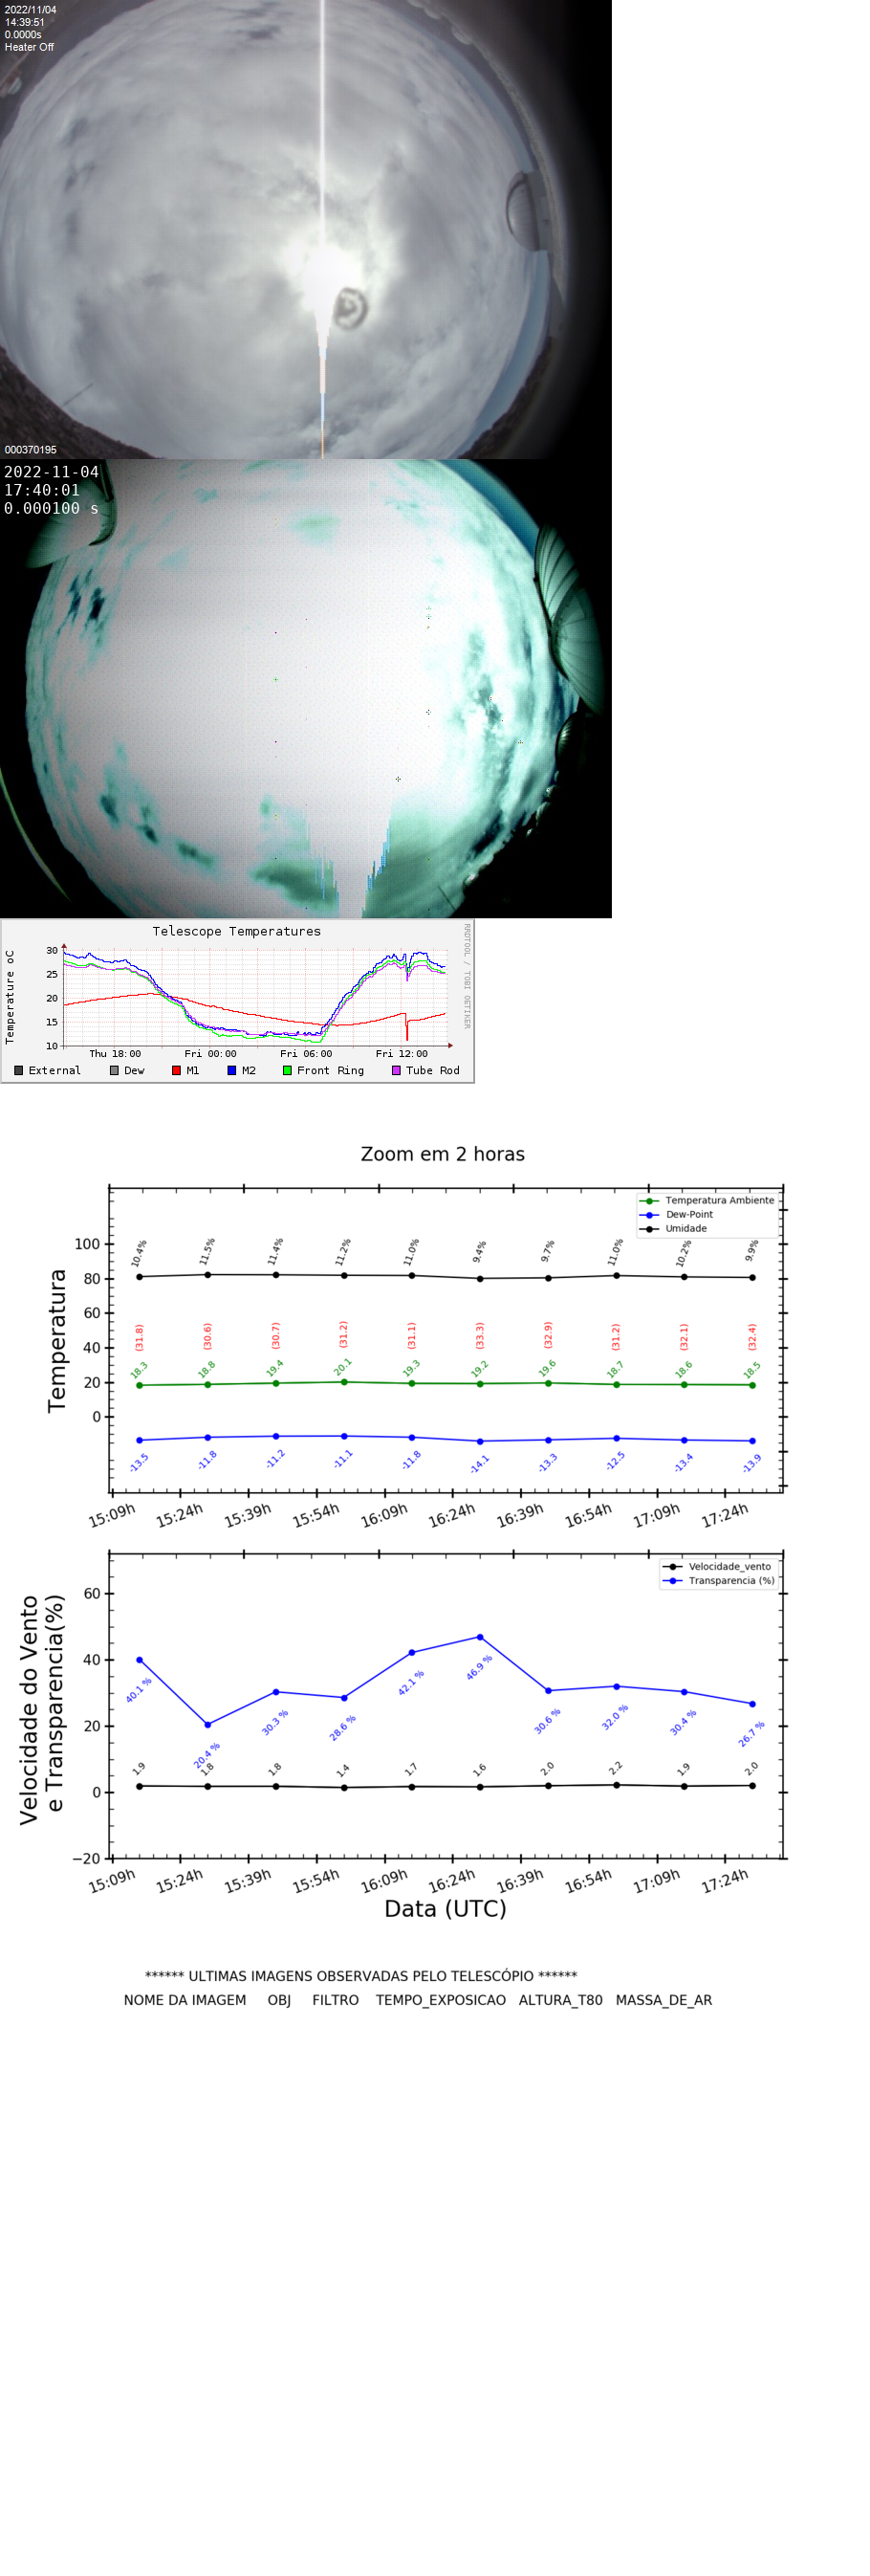 2022/11/04
14:39:51
0.0000s
Heater Off
000370195
2022-11-04
17:40:01
0.000100 s
Telescope Temperatures
RRDTOOL / TOBI OETIKER
Temperature oC
30
25
20
15
10
Thu 18:00 Fri 00:00 Fri 06:00 Fri 12:00
External Dew M1 M2 Front Ring Tube Rod
Zoom em 2 horas
Temperatura Ambiente
Dew-Point
Umidade
Temperatura
100
80
60
40
20
0
10.4% 11.5% 11.4% 11.2% 11.0% 9.4% 9.7% 11.0% 10.2% 9.9%
(31.8) (30.6) (30.7) (31.2) (31.1) (33.3) (32.9) (31.2) (32.1) (32.4)
18.3 18.8 19.4 20.1 19.3 19.2 19.6 18.7 18.6 18.5
-13.5 -11.8 -11.2 -11.1 -11.8 -14.1 -13.3 -12.5 -13.4 -13.9
15:09h 15:24h 15:39h 15:54h 16:09h 16:24h 16:39h 16:54h 17:09h 17:24h
Velocidade_vento
Transparencia (%)
Velocidade do Vento
e Transparencia(%)
60
40
20
0
−20
40.1 % 20.4 % 30.3 % 28.6 % 42.1 % 46.9 % 30.6 % 32.0 % 30.4 % 26.7 %
1.9 1.8 1.8 1.4 1.7 1.6 2.0 2.2 1.9 2.0
15:09h 15:24h 15:39h 15:54h 16:09h 16:24h 16:39h 16:54h 17:09h 17:24h
Data (UTC)
****** ULTIMAS IMAGENS OBSERVADAS PELO TELESCÓPIO ******
NOME DA IMAGEM OBJ FILTRO TEMPO_EXPOSICAO ALTURA_T80 MASSA_DE_AR